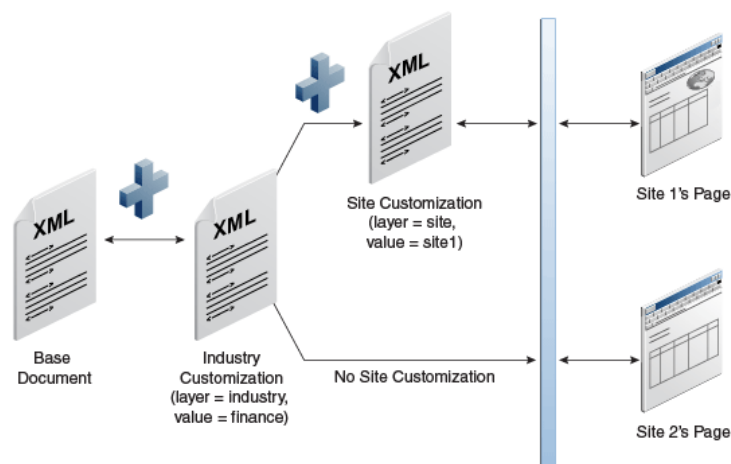 XML
Base
Document
XML
Industry
Customization
(layer = industry,
value = finance)
XML
Site Customization
(layer = site,
value = site1)
No Site Customization
Site 1's Page
Site 2's Page